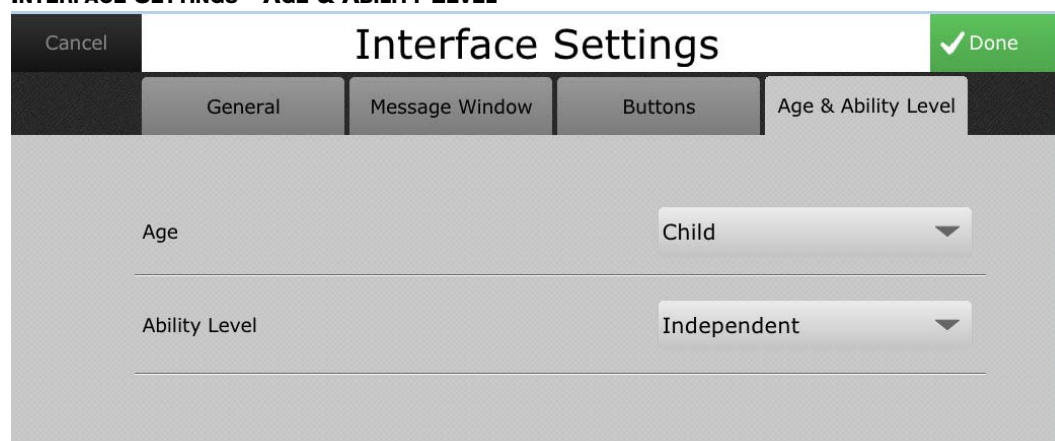 INTERFACE SETTINGS - AGE & ABILITY LEVEL
Cancel
Interface Settings
Done
General
Message Window
Buttons
Age & Ability Level
Age
Child
Ability Level
Independent